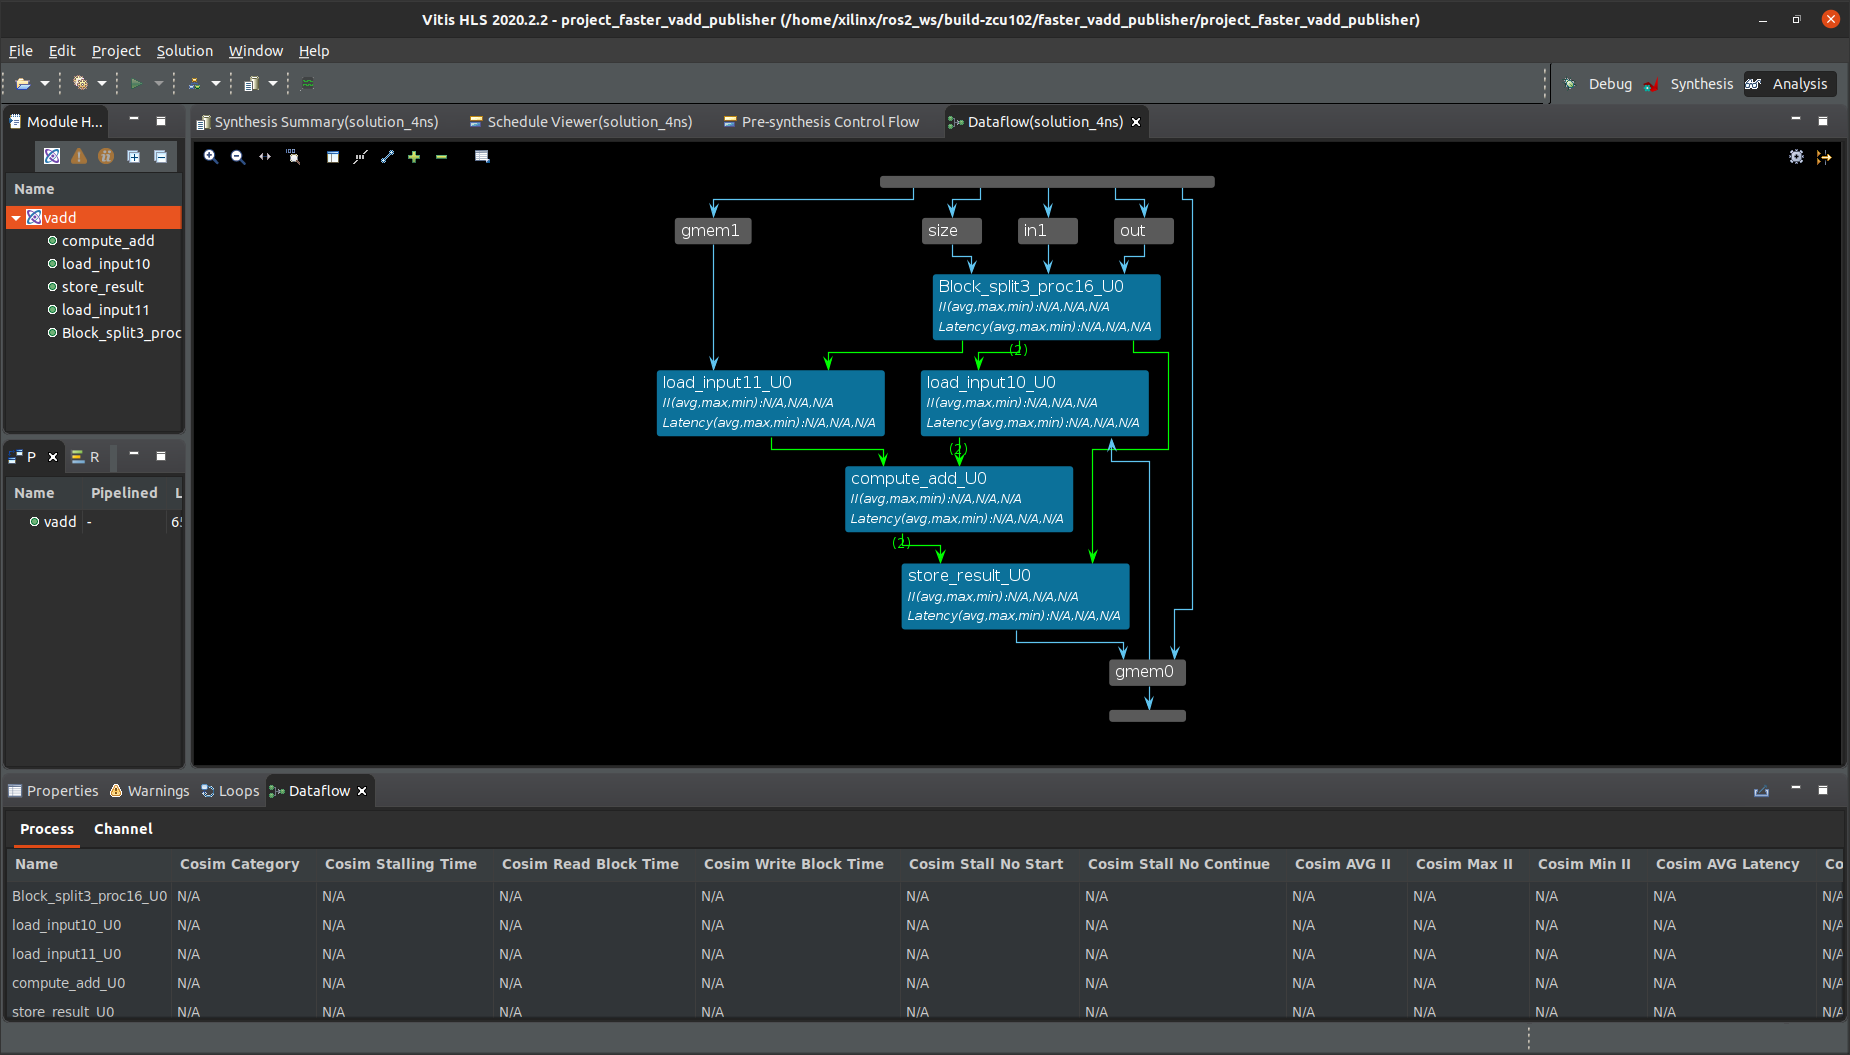 Vitis HLS 2020.2.2 - project_faster_vadd_publisher (/home/xilinx/ros2_ws/build-zcu102/faster_vadd_publisher/project_faster_vadd_publisher)
File Edit Project Solution Window Help
Debug Synthesis Analysis
Module H...
Name
vadd
compute_add
load_input10
store_result
load_input11
Block_split3_proc
P R
Name Pipelined L
vadd - 6
Synthesis Summary(solution_4ns) Schedule Viewer(solution_4ns) Pre-synthesis Control Flow Dataflow(solution_4ns)
gmem1 size in1 out
Block_split3_proc16_U0
II(avg,max,min):N/A,N/A,N/A
Latency(avg,max,min):N/A,N/A,N/A
(2)
load_input11_U0
II(avg,max,min):N/A,N/A,N/A
Latency(avg,max,min):N/A,N/A,N/A
load_input10_U0
II(avg,max,min):N/A,N/A,N/A
Latency(avg,max,min):N/A,N/A,N/A
(2)
compute_add_U0
II(avg,max,min):N/A,N/A,N/A
Latency(avg,max,min):N/A,N/A,N/A
(2)
store_result_U0
II(avg,max,min):N/A,N/A,N/A
Latency(avg,max,min):N/A,N/A,N/A
gmem0
Properties Warnings Loops Dataflow
Process Channel
Name Cosim Category Cosim Stalling Time Cosim Read Block Time Cosim Write Block Time Cosim Stall No Start Cosim Stall No Continue Cosim AVG II Cosim Max II Cosim Min II Cosim AVG Latency Co
Block_split3_proc16_U0 N/A N/A N/A N/A N/A N/A N/A N/A N/A N/A N/A
load_input10_U0 N/A N/A N/A N/A N/A N/A N/A N/A N/A N/A N/A
load_input11_U0 N/A N/A N/A N/A N/A N/A N/A N/A N/A N/A N/A
compute_add_U0 N/A N/A N/A N/A N/A N/A N/A N/A N/A N/A N/A
store_result_U0 N/A N/A N/A N/A N/A N/A N/A N/A N/A N/A N/A